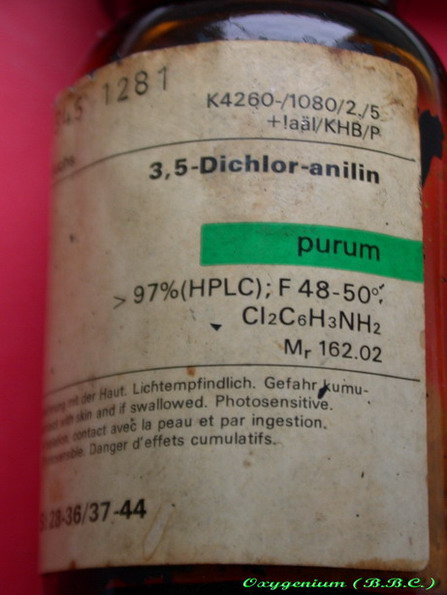 1281
K4260-/1080/2./5
+!aäl/KHB/P
3,5-Dichlor-anilin
purum
> 97%(HPLC); F 48-50°;
Cl2C6H3NH2
Mr 162.02
mit der Haut. Lichtempfindlich. Gefahr kumu-
with skin and if swallowed. Photosensitive.
contact avec la peau et par ingestion.
Danger d'effets cumulatifs.
28-36/37-44
Oxygenium (B.B.C.)